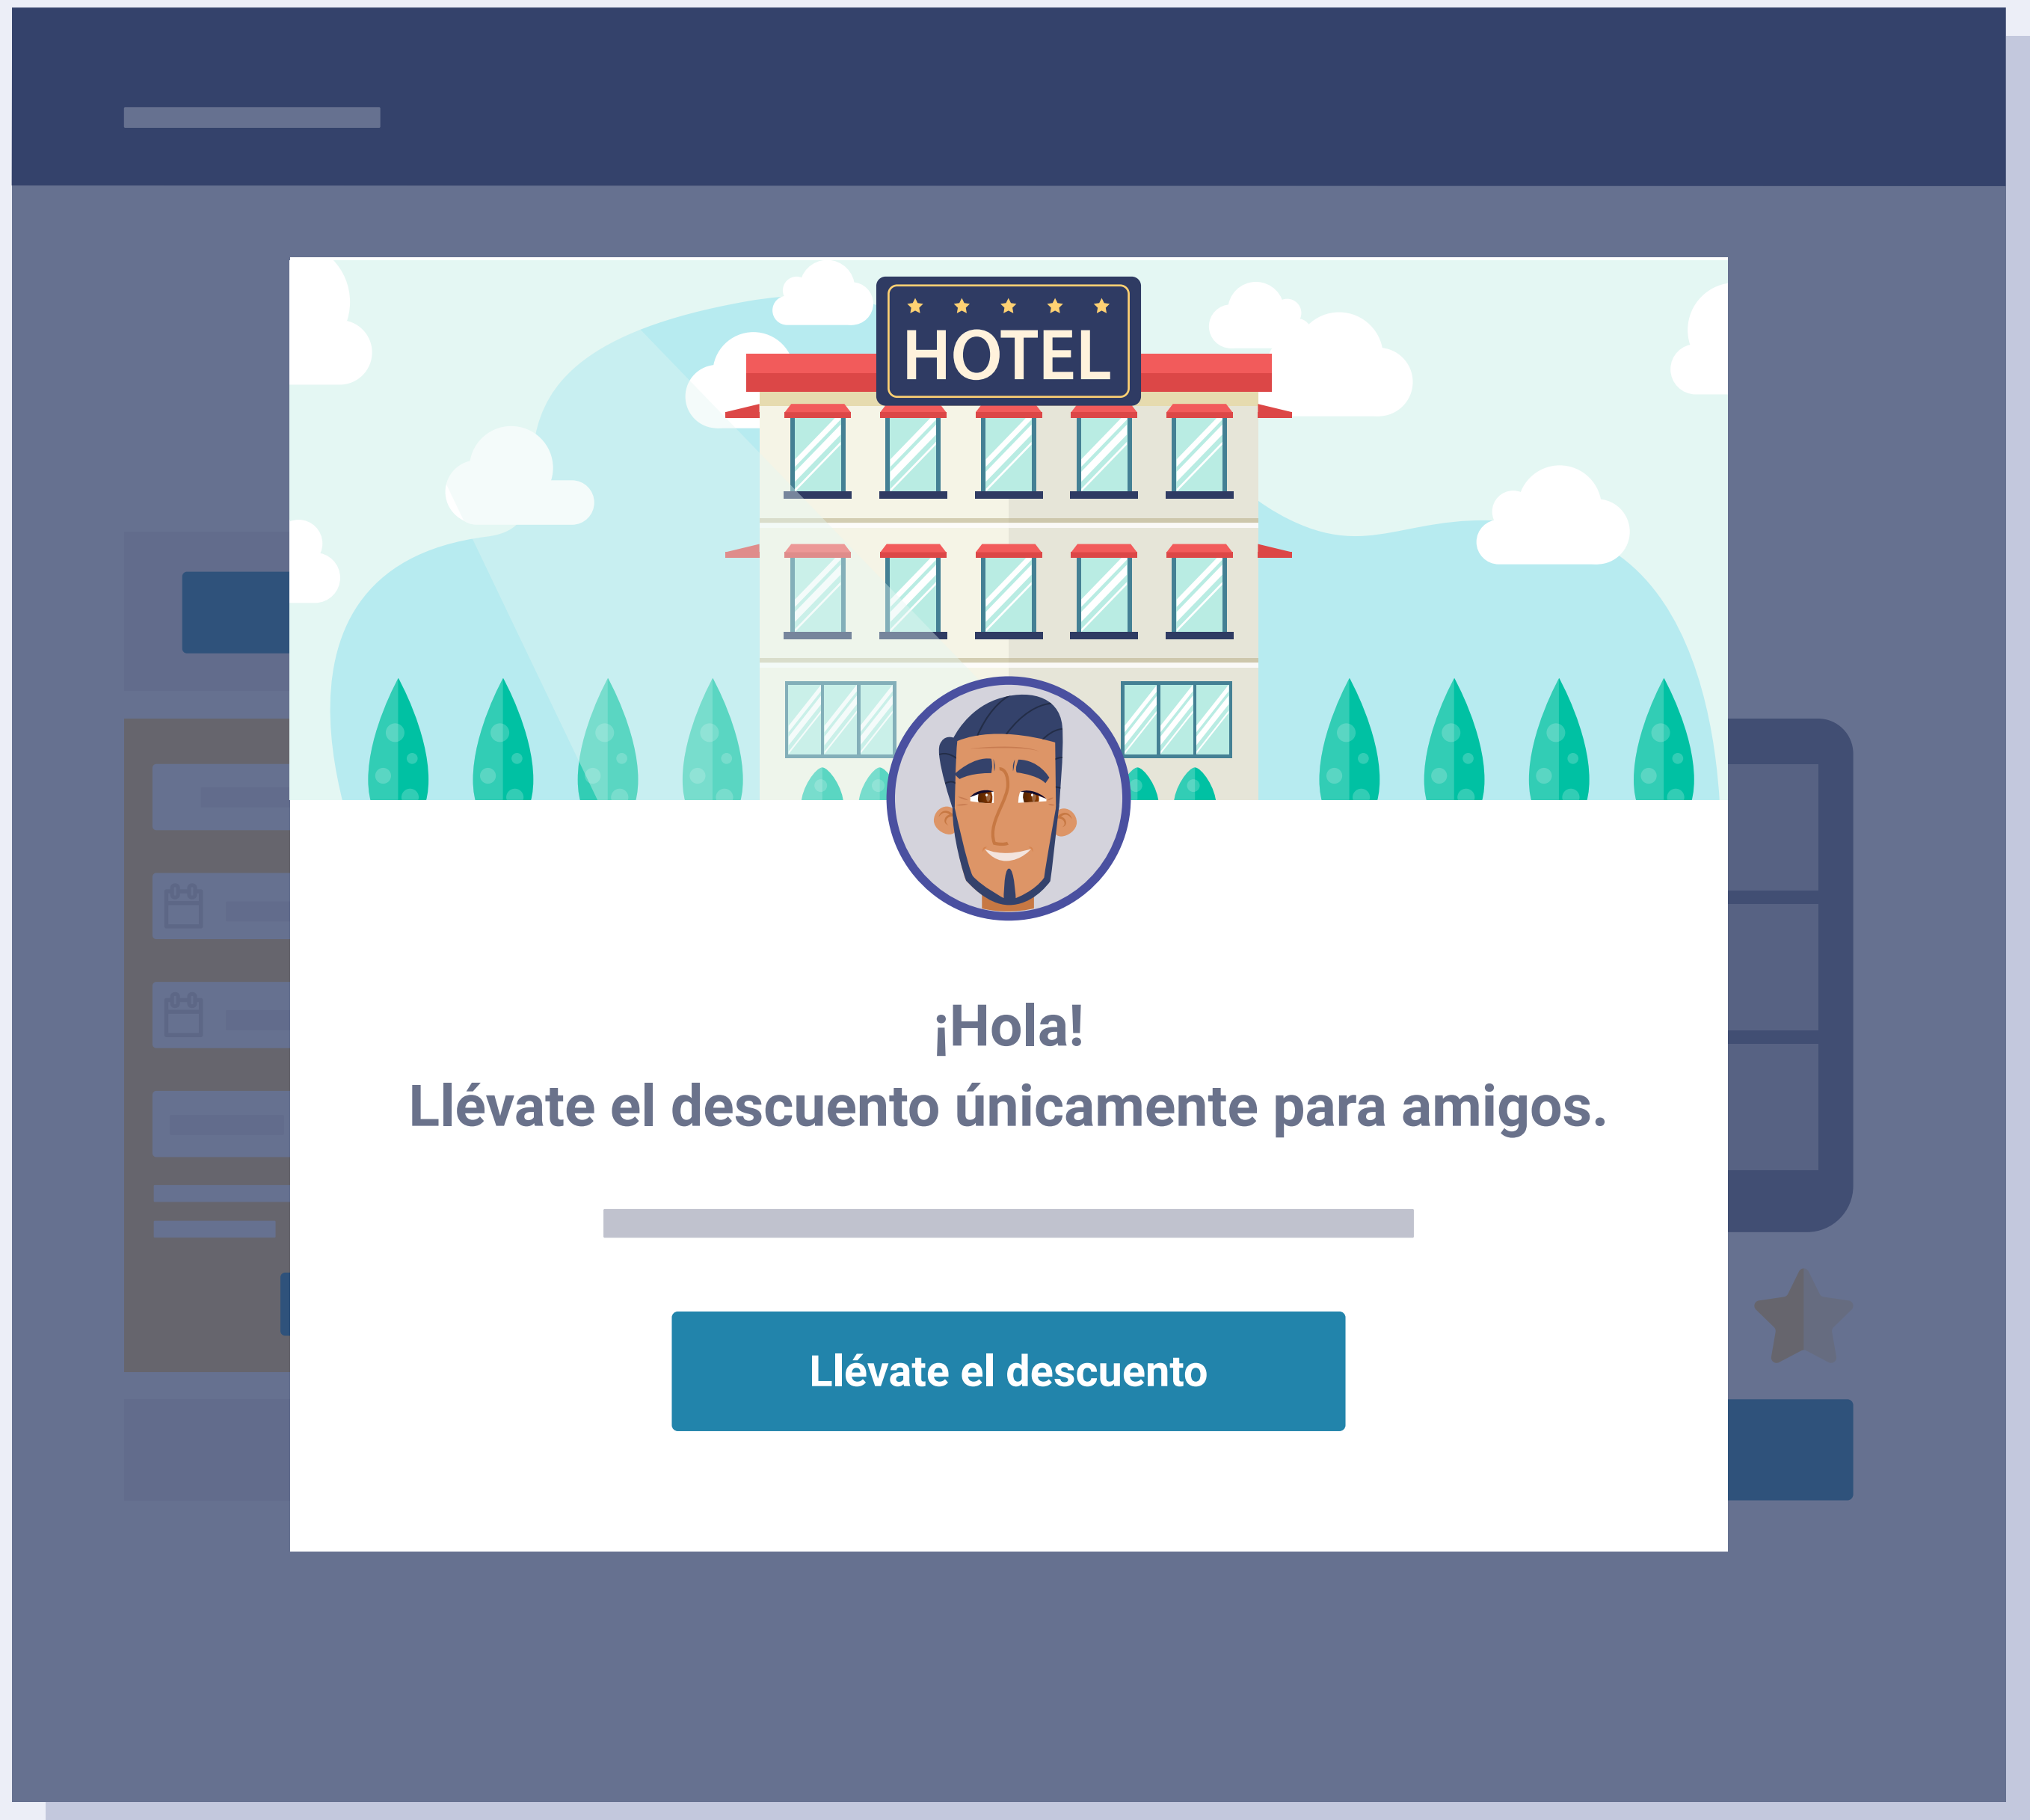 HOTEL
¡Hola!
Llévate el descuento únicamente para amigos.
Llévate el descuento